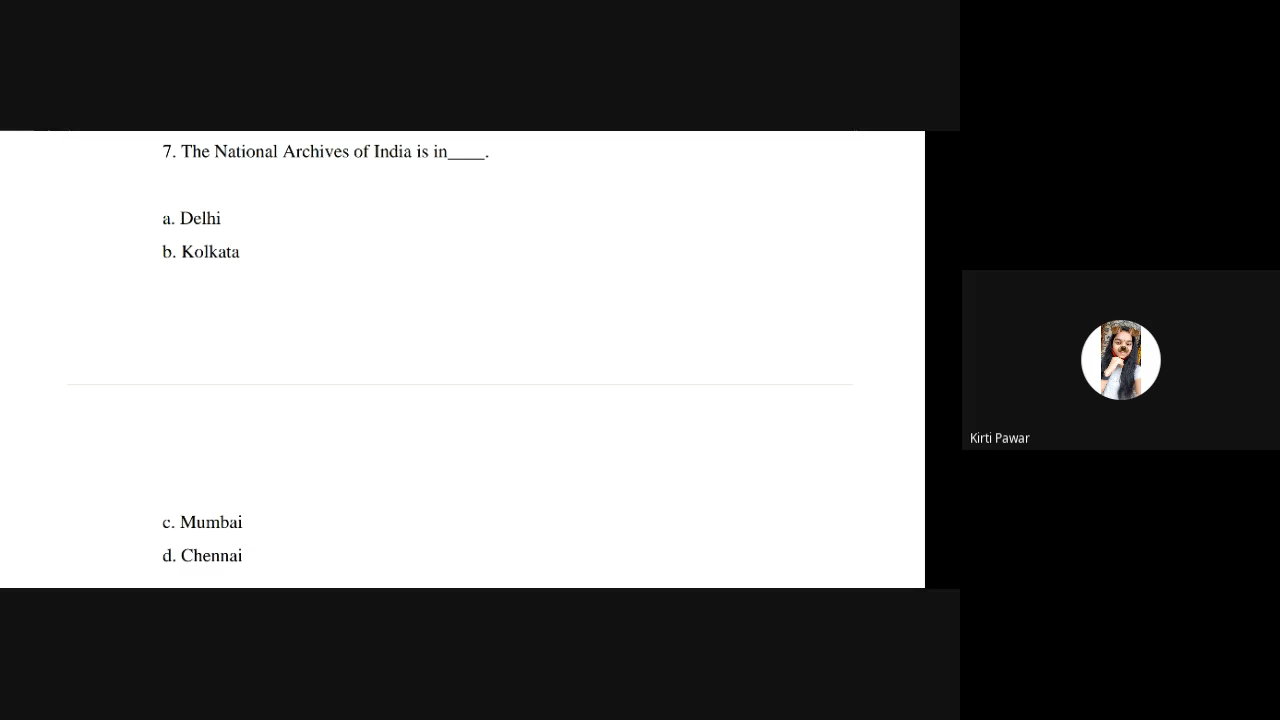 7. The National Archives of India is in____.
a. Delhi
b. Kolkata
c. Mumbai
d. Chennai
Kirti Pawar